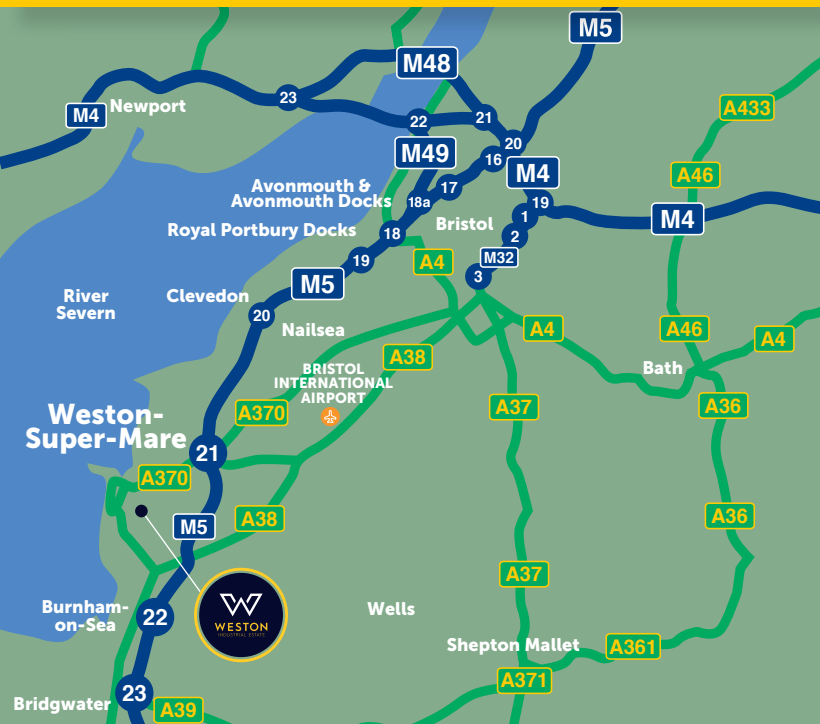 M5
M48
23
M4
Newport
A433
22
21
20
M49
16
M4
A46
Avonmouth &
Avonmouth Docks
17
18a
19
1
M4
Bristol
Royal Portbury Docks
18
2
19
A4
M32
3
M5
River
Severn
Clevedon
20
Nailsea
A4
A46
A4
A38
BRISTOL
INTERNATIONAL
AIRPORT
Bath
A370
A37
A36
Weston-
Super-Mare
21
A370
A38
M5
A36
A37
W
WESTON
INDUSTRIAL ESTATE
Burnham-
on-Sea
22
Wells
Shepton Mallet
A361
A371
23
Bridgwater
A39